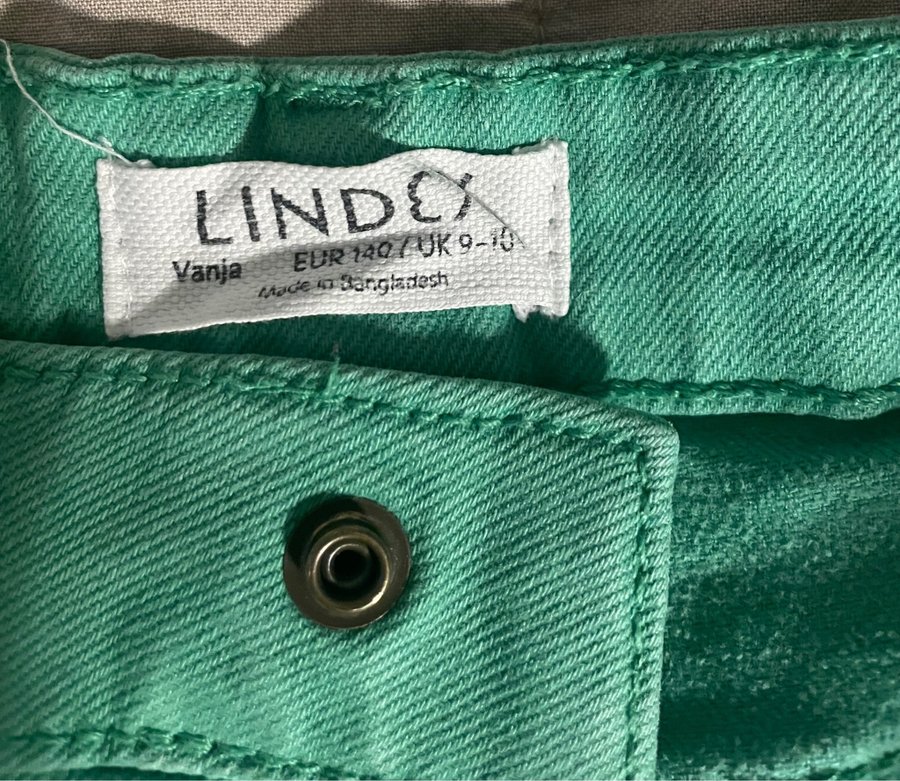 LINDEX
Vanja EUR 140 / UK 9-10
Made in Bangladesh